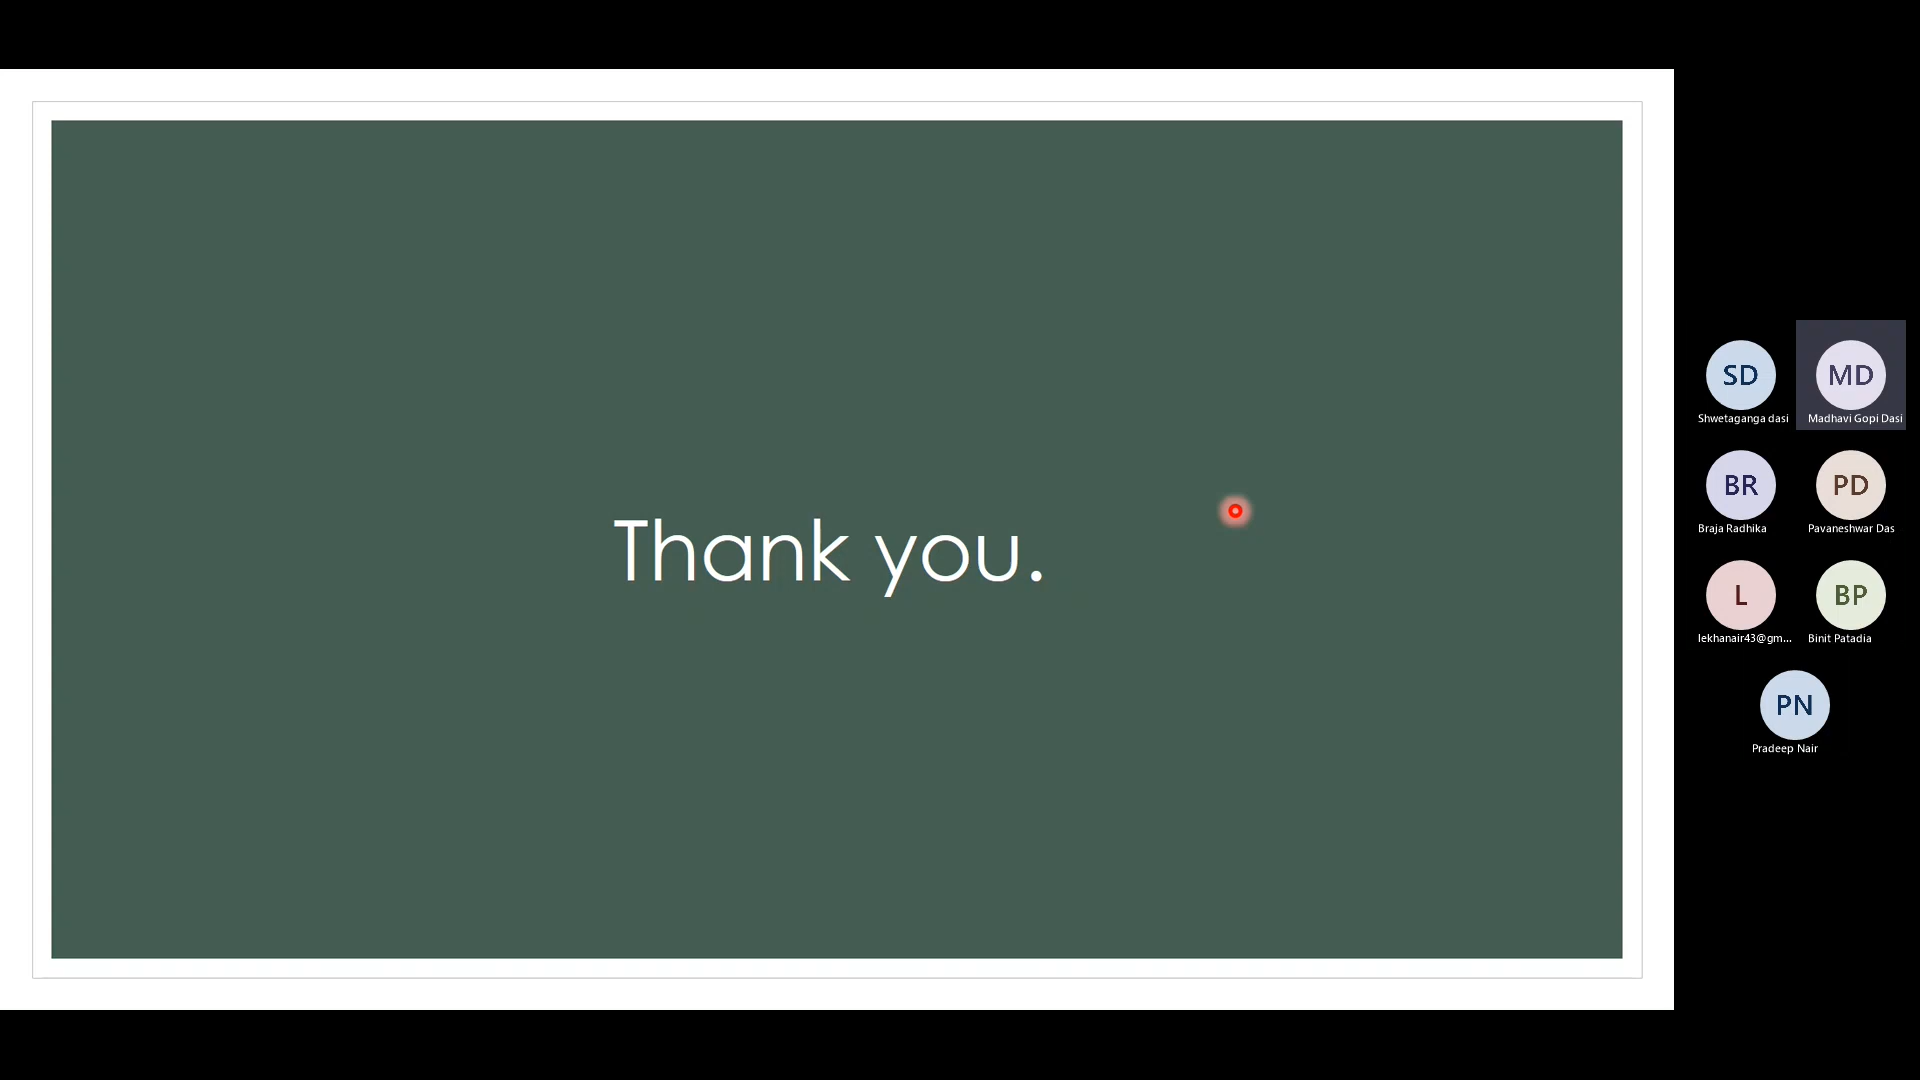 Thank you.
SD
Shwetaganga dasi
MD
Madhavi Gopi Dasi
BR
Braja Radhika
PD
Pavaneshwar Das
L
lekhanair43@gm...
BP
Binit Patadia
PN
Pradeep Nair